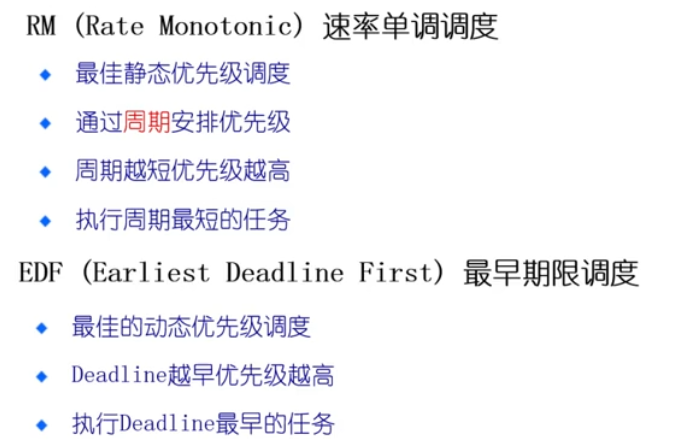 RM (Rate Monotonic) 速率单调调度
最佳静态优先级调度
通过周期安排优先级
周期越短优先级越高
执行周期最短的任务
EDF (Earliest Deadline First) 最早期限调度
最佳的动态优先级调度
Deadline越早优先级越高
执行Deadline最早的任务